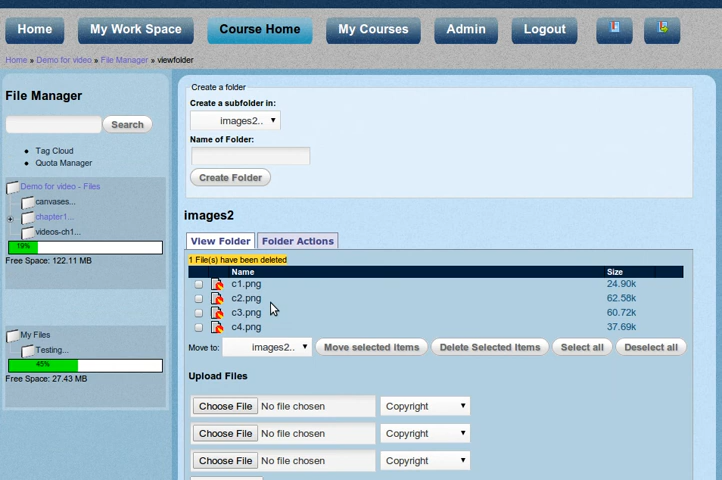 Home My Work Space Course Home My Courses Admin Logout
Home » Demo for video » File Manager » viewfolder
File Manager
Search
Tag Cloud
Quota Manager
Demo for video - Files
canvases...
chapter1...
videos-ch1...
19%
Free Space: 122.11 MB
My Files
Testing...
45%
Free Space: 27.43 MB
Create a folder
Create a subfolder in:
images2..
Name of Folder:
Create Folder
images2
View Folder Folder Actions
1 File(s) have been deleted
Name Size
c1.png 24.90k
c2.png 62.58k
c3.png 60.72k
c4.png 37.69k
Move to: images2.. Move selected Items Delete Selected Items Select all Deselect all
Upload Files
Choose File No file chosen Copyright
Choose File No file chosen Copyright
Choose File No file chosen Copyright